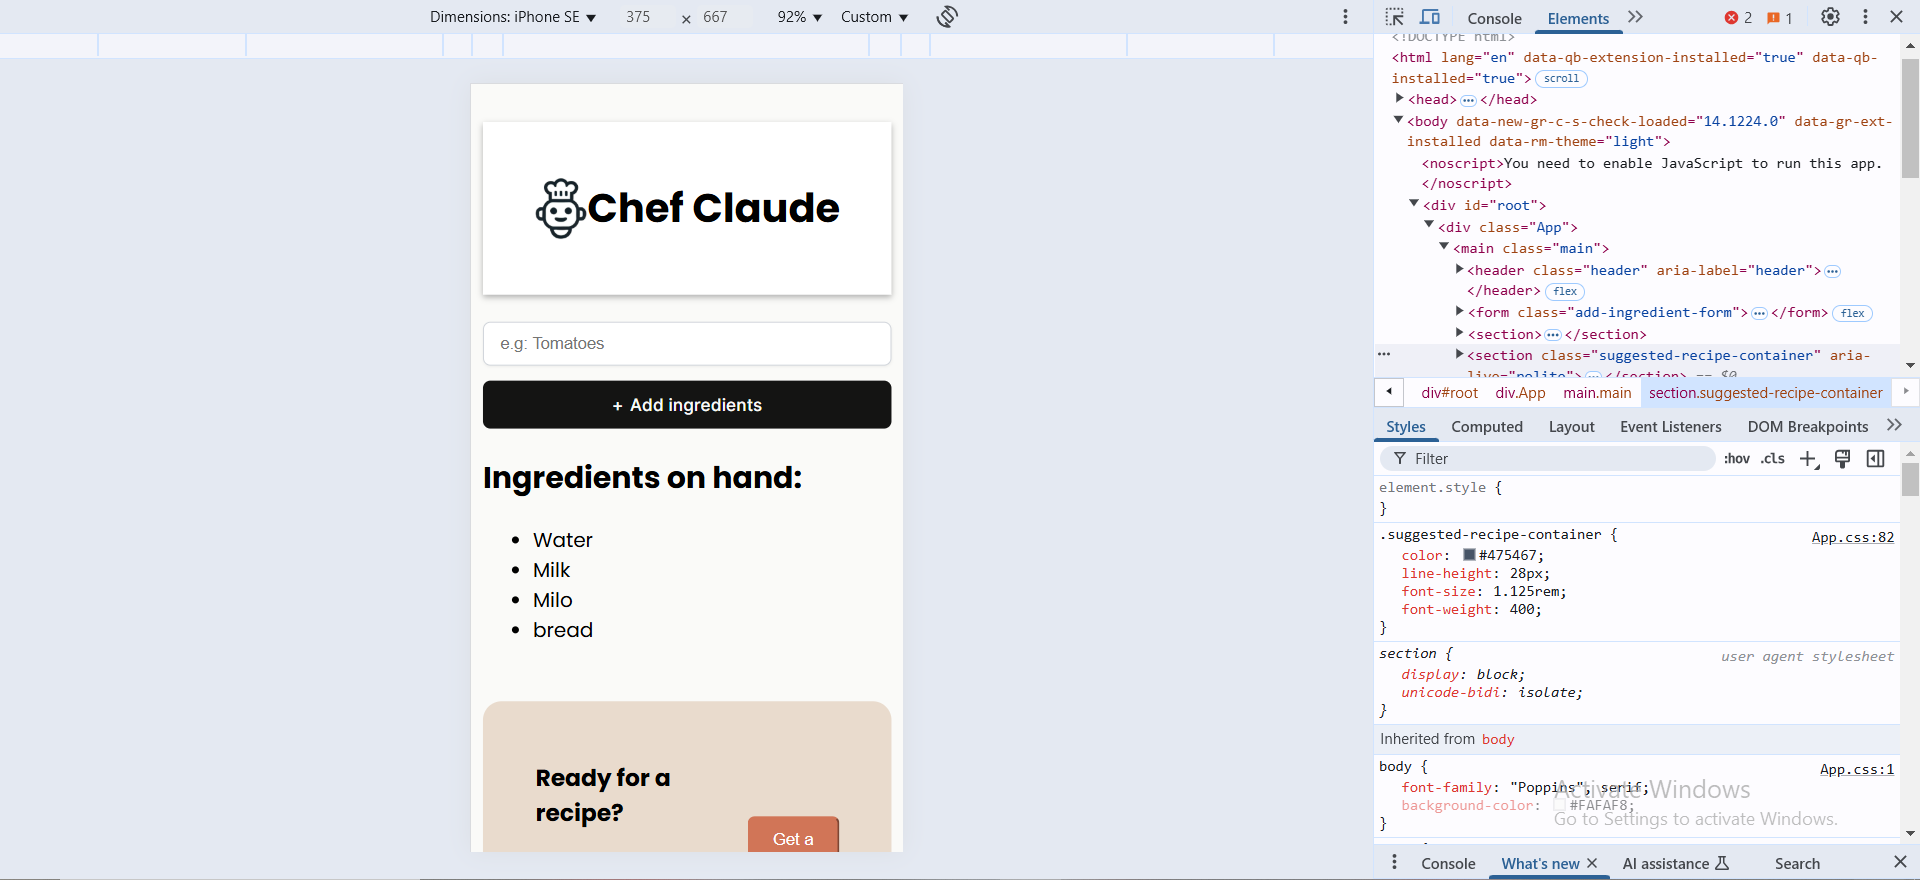 Dimensions: iPhone SE ▼ 375 × 667 92% ▼ Custom ▼
Chef Claude
e.g: Tomatoes
+ Add ingredients
Ingredients on hand:
• Water
• Milk
• Milo
• bread
Ready for a
recipe?
Get a
Console Elements 2 1
<!DOCTYPE html>
<html lang="en" data-qb-extension-installed="true" data-qb-
installed="true"> scroll
<head> … </head>
<body data-new-gr-c-s-check-loaded="14.1224.0" data-gr-ext-
installed data-rm-theme="light">
<noscript>You need to enable JavaScript to run this app.
</noscript>
<div id="root">
<div class="App">
<main class="main">
<header class="header" aria-label="header"> …
</header> flex
<form class="add-ingredient-form"> … </form> flex
<section> … </section>
<section class="suggested-recipe-container" aria-
live="polite"> … </section> == $0
div#root div.App main.main section.suggested-recipe-container
Styles Computed Layout Event Listeners DOM Breakpoints
Filter :hov .cls
element.style {
}
.suggested-recipe-container { App.css:82
color: #475467;
line-height: 28px;
font-size: 1.125rem;
font-weight: 400;
}
section { user agent stylesheet
display: block;
unicode-bidi: isolate;
}
Inherited from body
body { App.css:1
font-family: "Poppins", serif;
background-color: #FAFAF8;
}
Activate Windows
Go to Settings to activate Windows.
Console What's new AI assistance Search